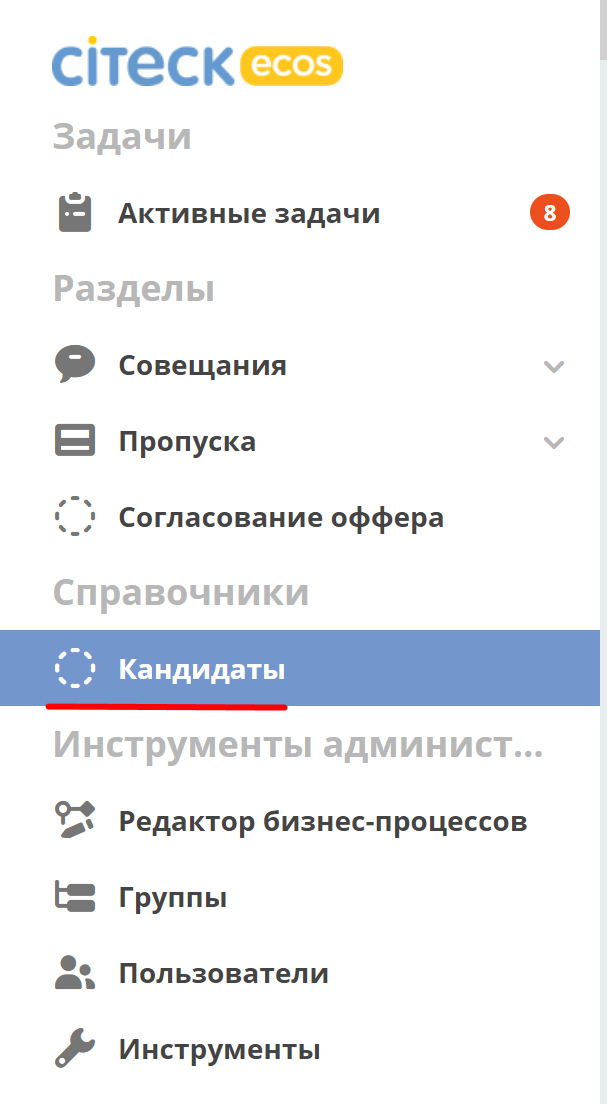 citeck ecos
Задачи
Активные задачи 8
Разделы
Совещания
Пропуска
Согласование оффера
Справочники
Кандидаты
Инструменты админист...
Редактор бизнес-процессов
Группы
Пользователи
Инструменты